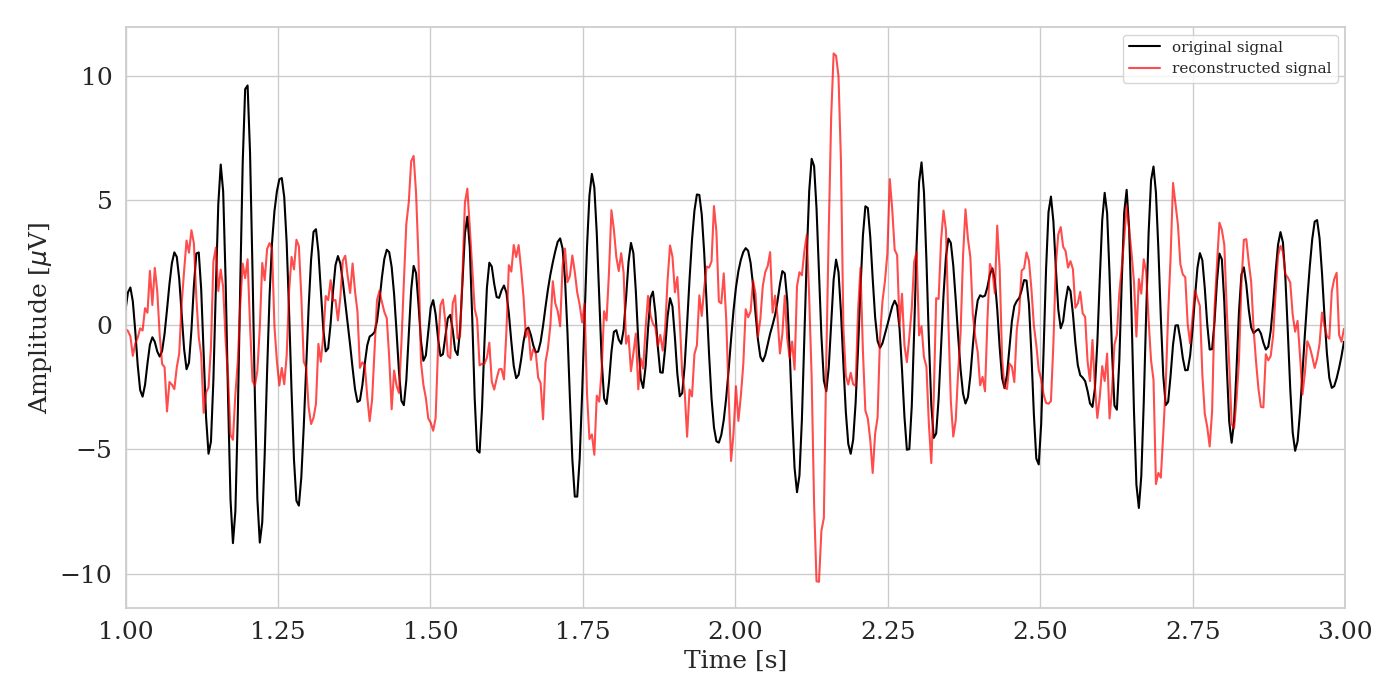 original signal
reconstructed signal
Amplitude [μV]
10
5
0
−5
−10
1.00 1.25 1.50 1.75 2.00 2.25 2.50 2.75 3.00
Time [s]